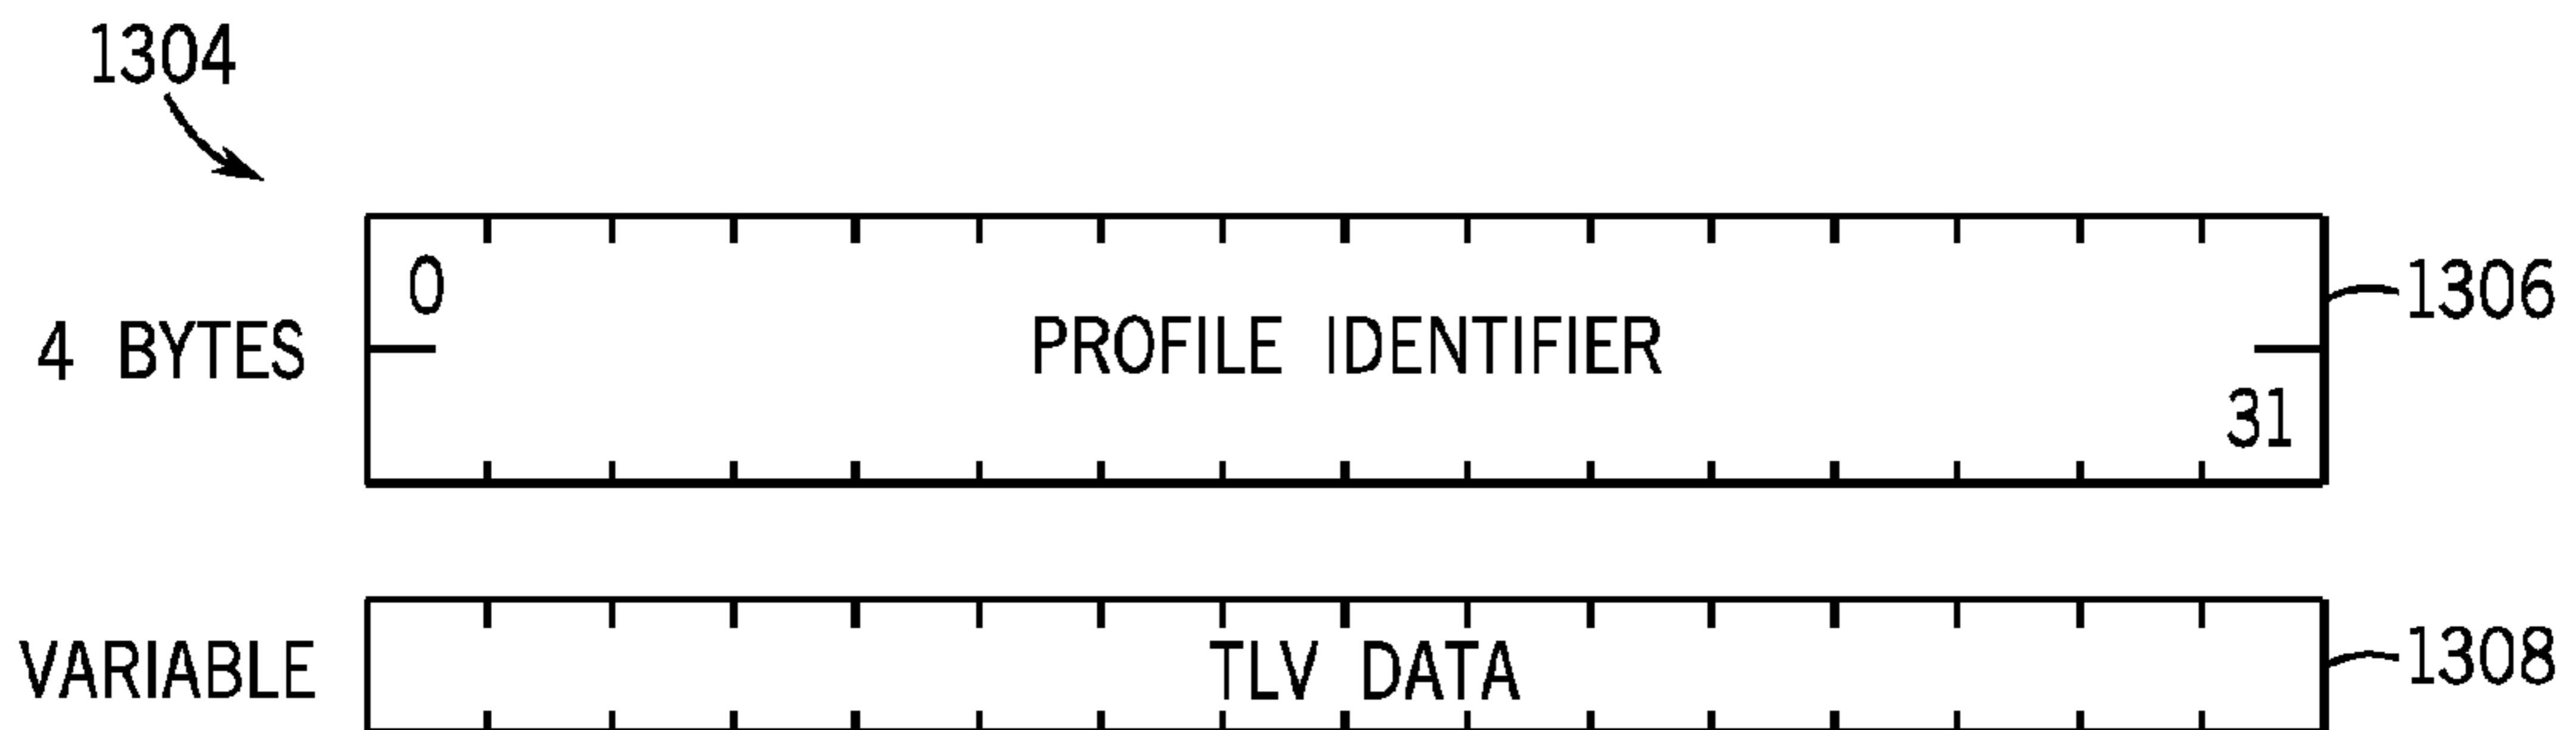 1304
0
4 BYTES PROFILE IDENTIFIER 1306
31
VARIABLE TLV DATA 1308